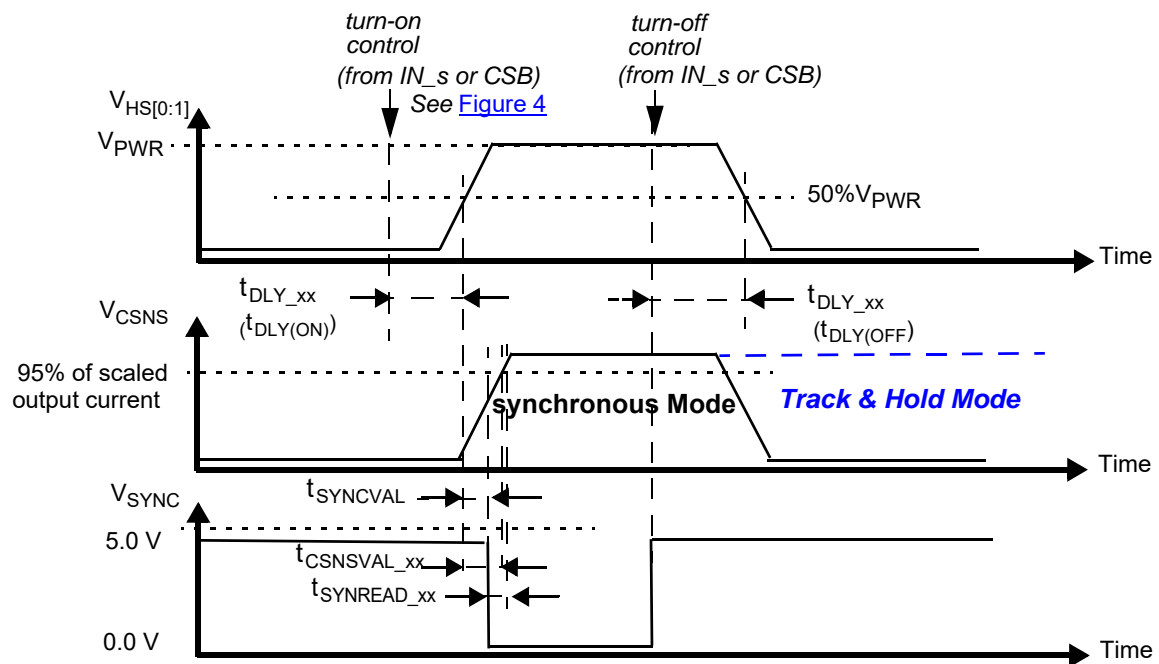 turn-on
control
(from IN_s or CSB)
See Figure 4
turn-off
control
(from IN_s or CSB)
VHS[0:1]
VPWR
50%VPWR
Time
tDLY_xx
(tDLY(ON))
tDLY_xx
(tDLY(OFF)
VCSNS
95% of scaled
output current
synchronous Mode
Track & Hold Mode
Time
tSYNCVAL
VSYNC
5.0 V
tCSNSVAL_xx
tSYNREAD_xx
0.0 V
Time